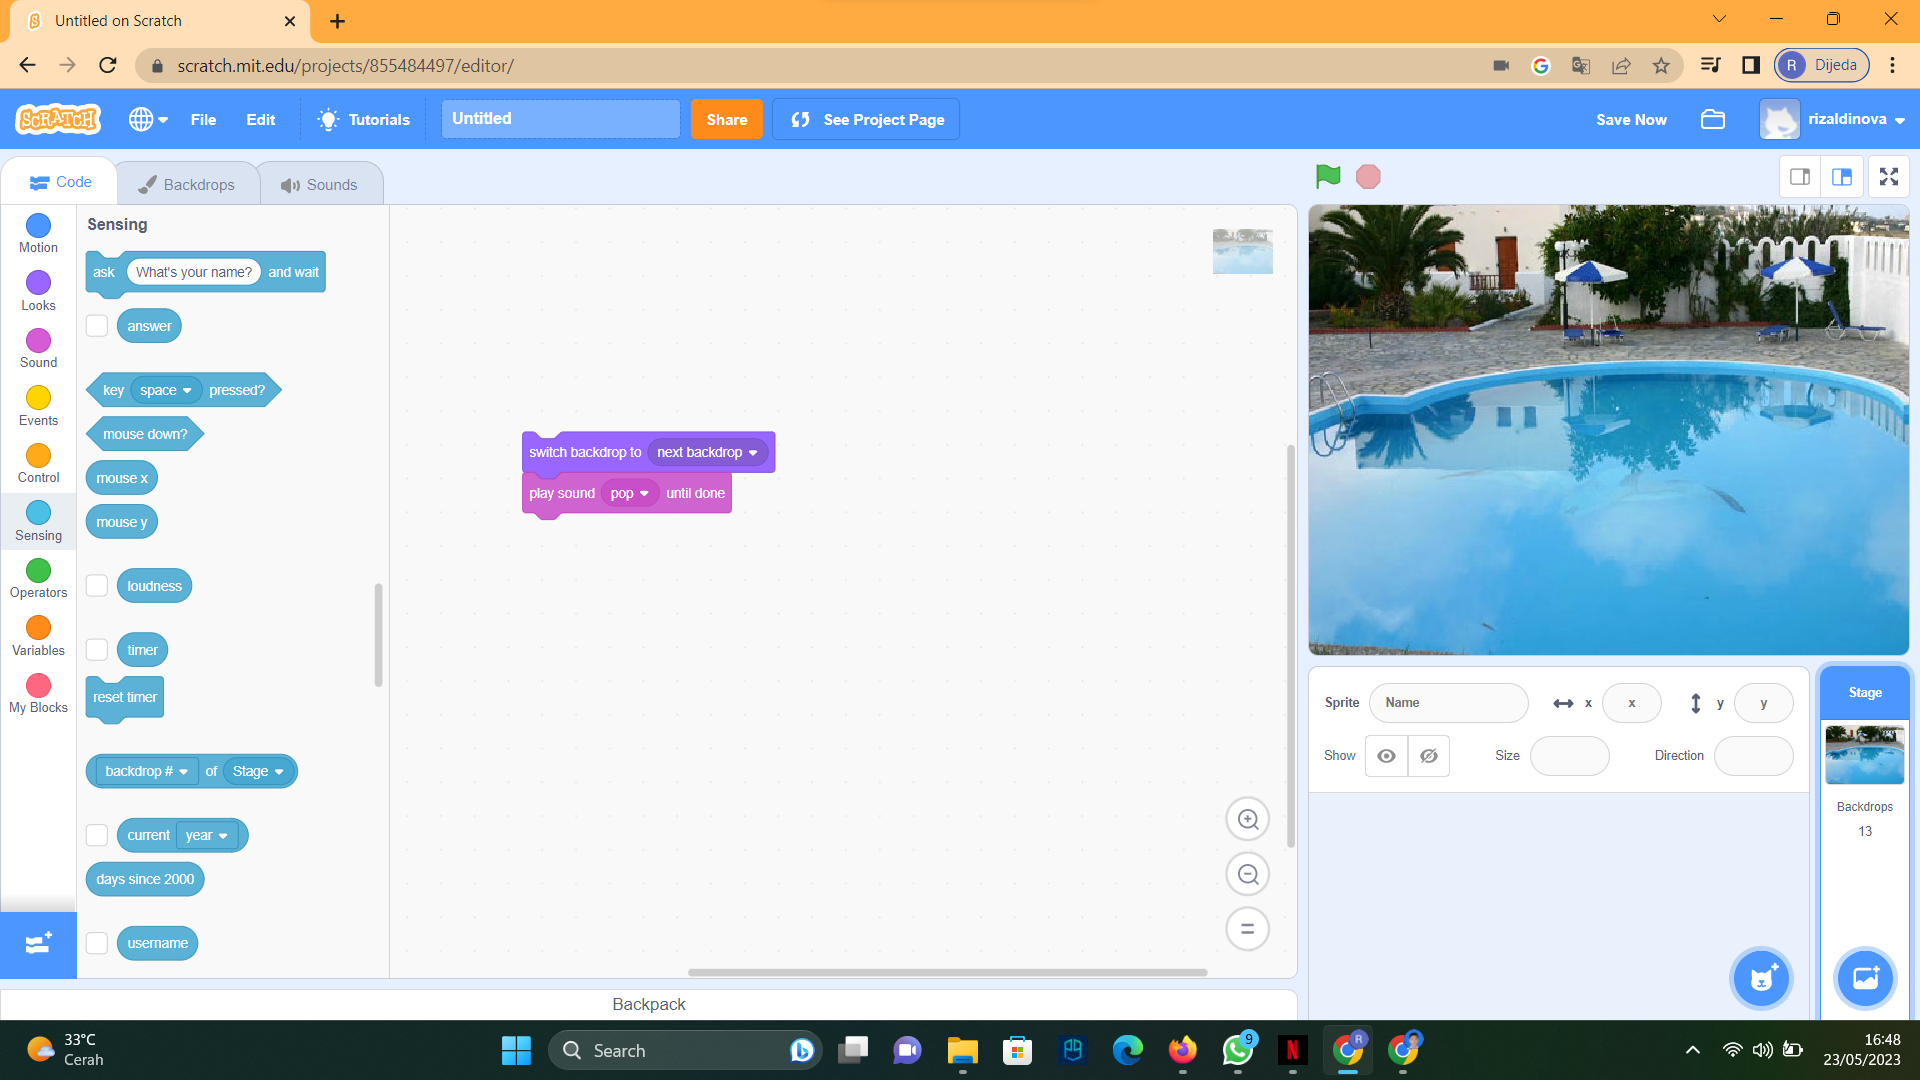 Untitled on Scratch
scratch.mit.edu/projects/855484497/editor/
R Dijeda
SCRATCH File Edit Tutorials Untitled Share See Project Page Save Now rizaldinova
Code Backdrops Sounds
Motion
Looks
Sound
Events
Control
Sensing
Operators
Variables
My Blocks
Sensing
ask What's your name? and wait
answer
key space pressed?
mouse down?
mouse x
mouse y
loudness
timer
reset timer
backdrop # of Stage
current year
days since 2000
username
switch backdrop to next backdrop
play sound pop until done
Sprite Name x x y y
Show Size Direction
Stage
Backdrops
13
Backpack
33°C
Cerah
Search
9
N
R
16:48
23/05/2023